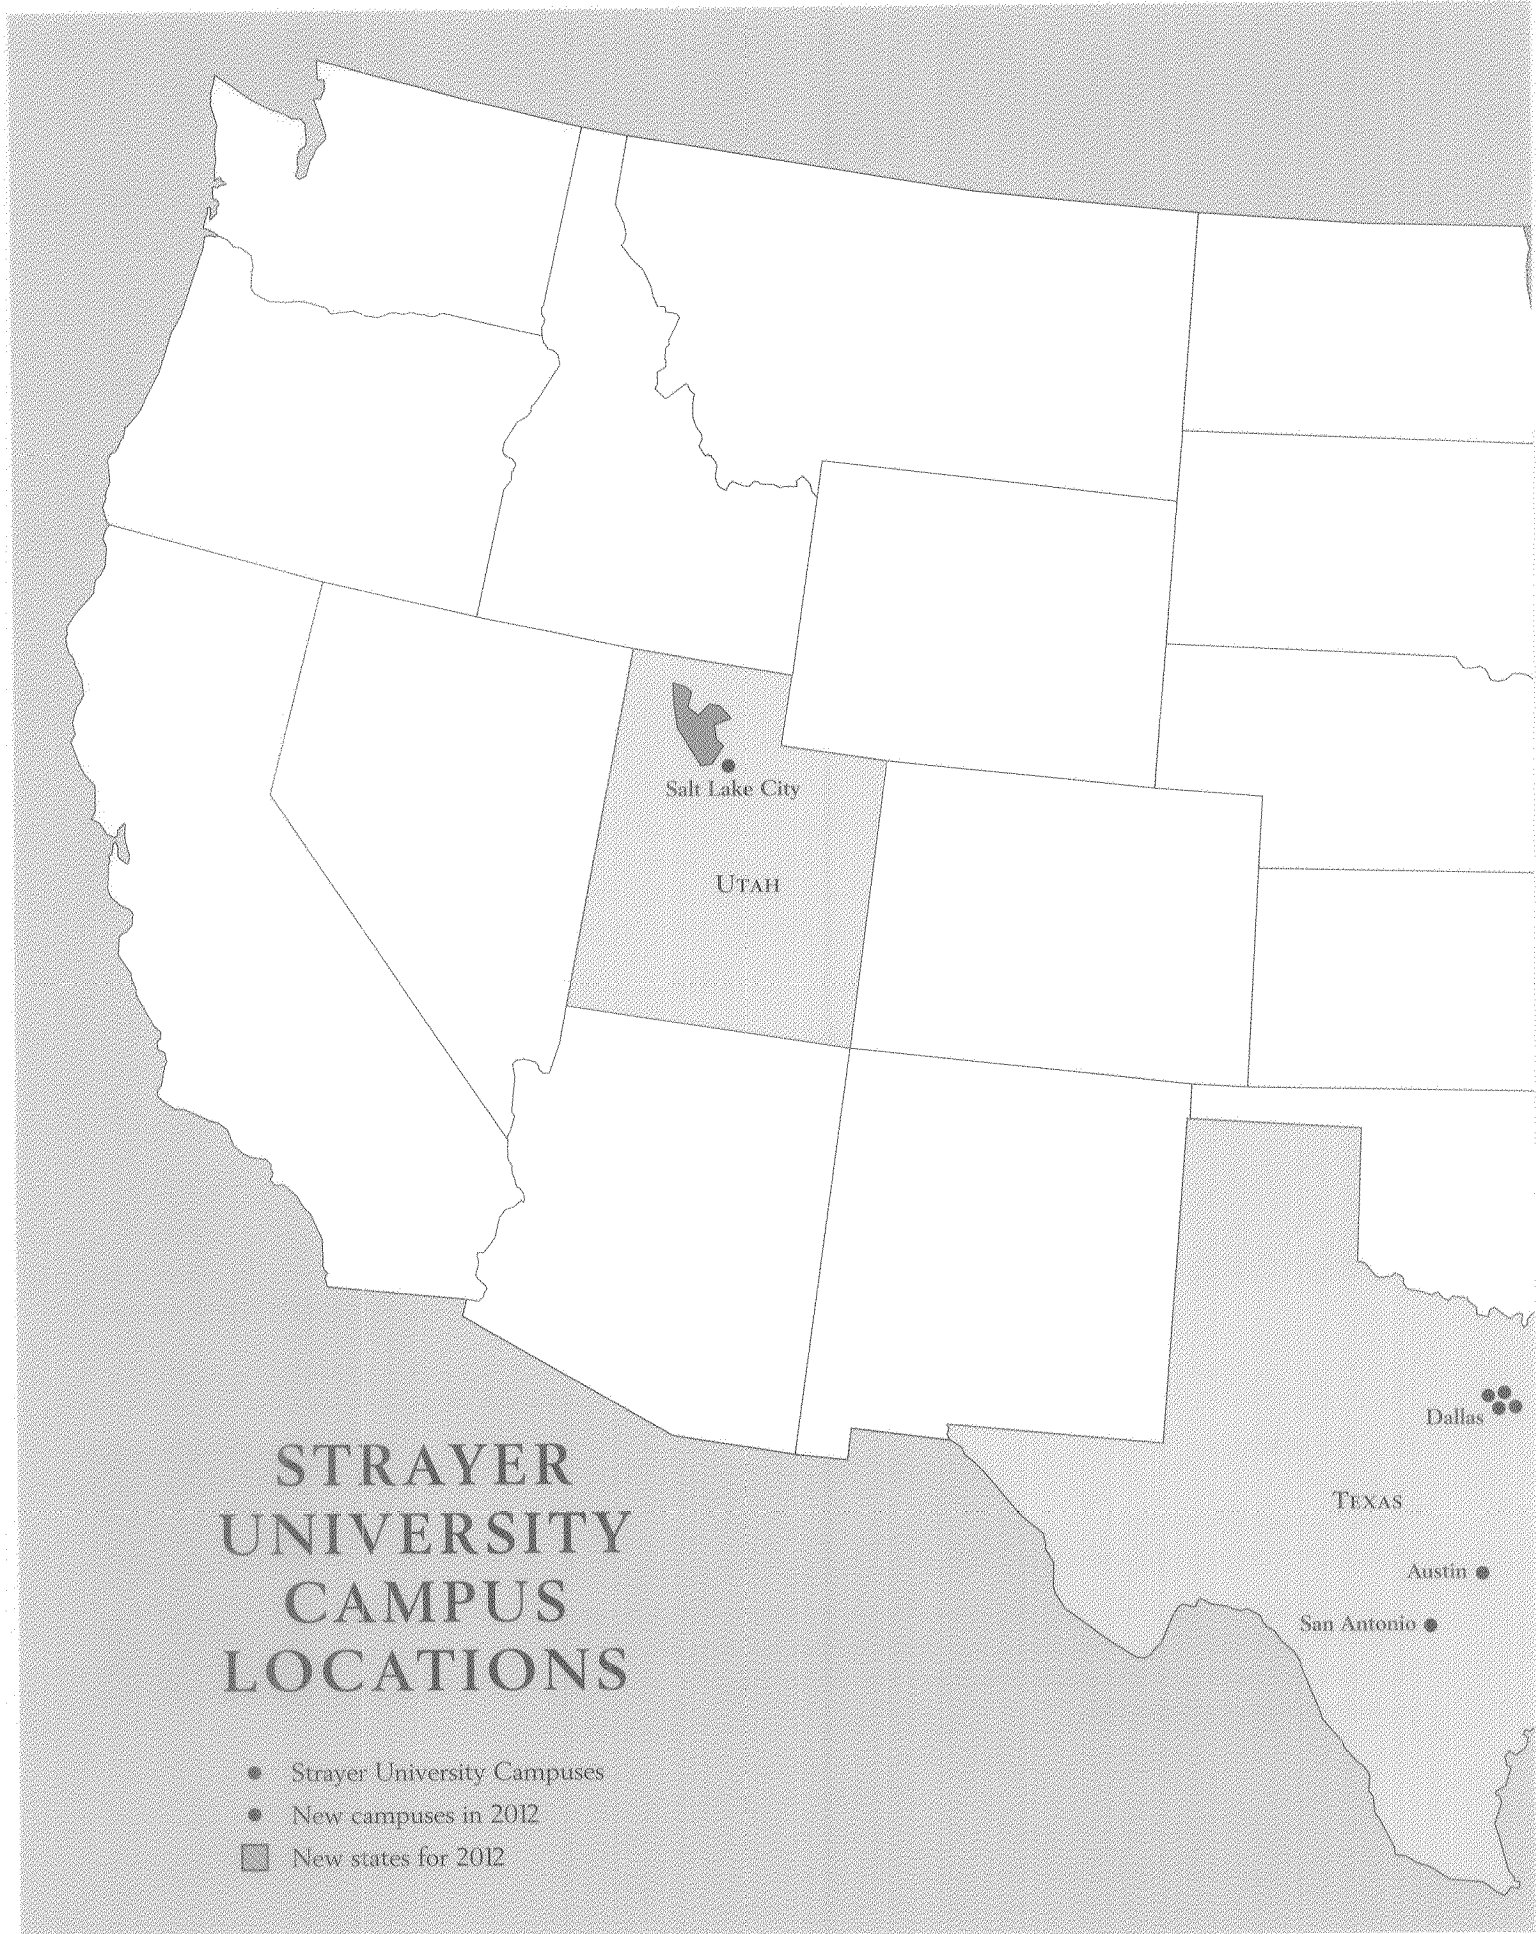 Salt Lake City
UTAH
Dallas
TEXAS
Austin
San Antonio
STRAYER
UNIVERSITY
CAMPUS
LOCATIONS
Strayer University Campuses
New campuses in 2012
New states for 2012